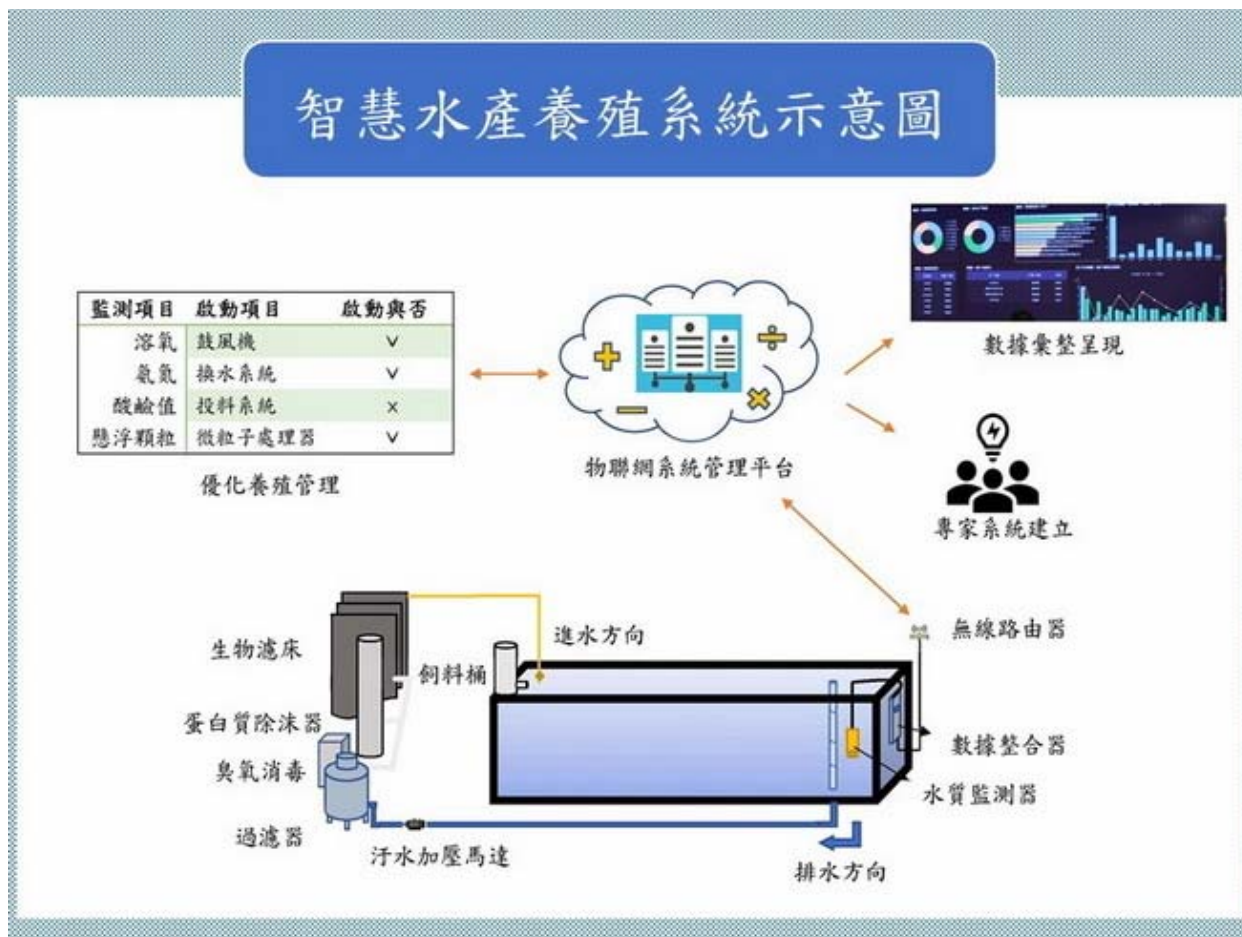 智慧水產養殖系統示意圖
監測項目 啟動項目 啟動與否
溶氧 鼓風機 V
氨氮 換水系統 V
酸鹼值 投料系統 x
懸浮顆粒 微粒子處理器 V
優化養殖管理
物聯網系統管理平台
數據彙整呈現
專家系統建立
無線路由器
進水方向
生物濾床
飼料桶
蛋白質除沫器
數據整合器
臭氧消毒
水質監測器
過濾器
汙水加壓馬達
排水方向